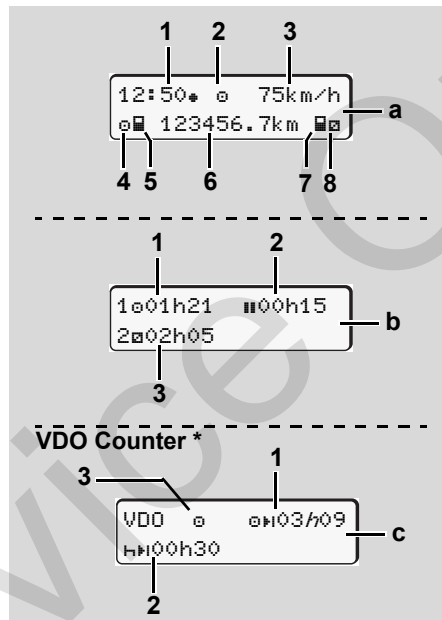 1 2 3
12:50 75km/h
a
123456.7km
4 5 6 7 8
1 2
1 01h21 00h15
b
2 02h05
3
VDO Counter *
1
3
VDO 03h09
c
00h30
2